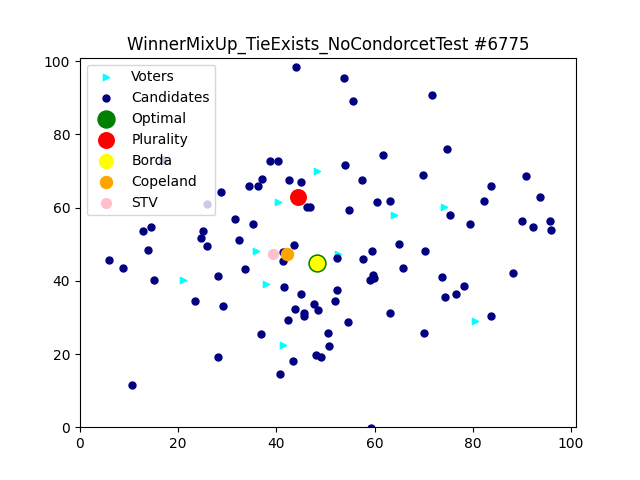 WinnerMixUp_TieExists_NoCondorcetTest #6775
100
80
60
40
20
0
0 20 40 60 80 100
Voters
Candidates
Optimal
Plurality
Borda
Copeland
STV